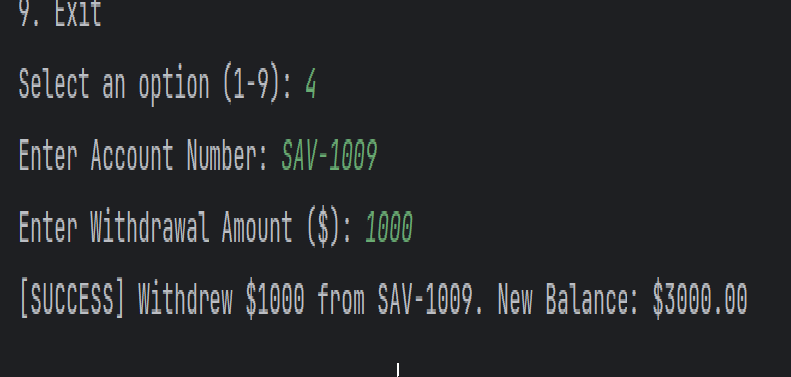 9. Exit
Select an option (1-9): 4
Enter Account Number: SAV-1009
Enter Withdrawal Amount ($): 1000
[SUCCESS] Withdrew $1000 from SAV-1009. New Balance: $3000.00